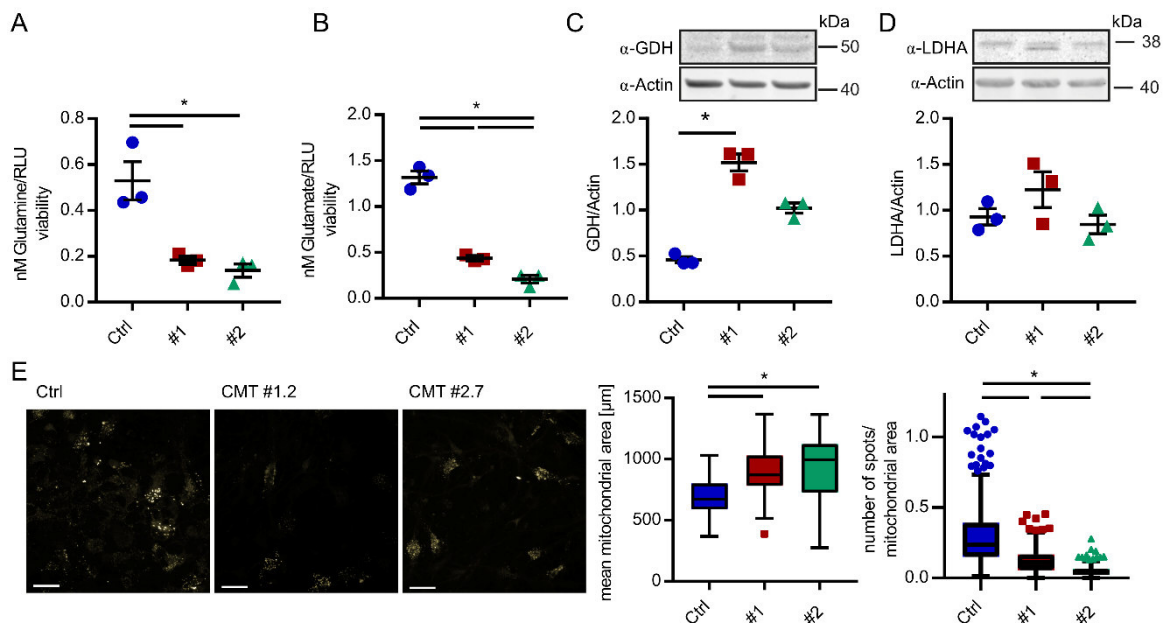 A
nM Glutamine/RLU
viability
0.8
0.6
0.4
0.2
0.0
*
Ctrl
#1
#2
B
nM Glutamate/RLU
viability
2.0
1.5
1.0
0.5
0.0
*
Ctrl
#1
#2
C
kDa
α-GDH
50
α-Actin
40
GDH/Actin
2.0
1.5
1.0
0.5
0.0
*
Ctrl
#1
#2
D
kDa
α-LDHA
38
α-Actin
40
LDHA/Actin
2.0
1.5
1.0
0.5
0.0
Ctrl
#1
#2
E
Ctrl
CMT #1.2
CMT #2.7
mean mitochondrial area [µm]
1500
1000
500
0
*
Ctrl
#1
#2
number of spots/
mitochondrial area
1.0
0.5
0.0
*
Ctrl
#1
#2